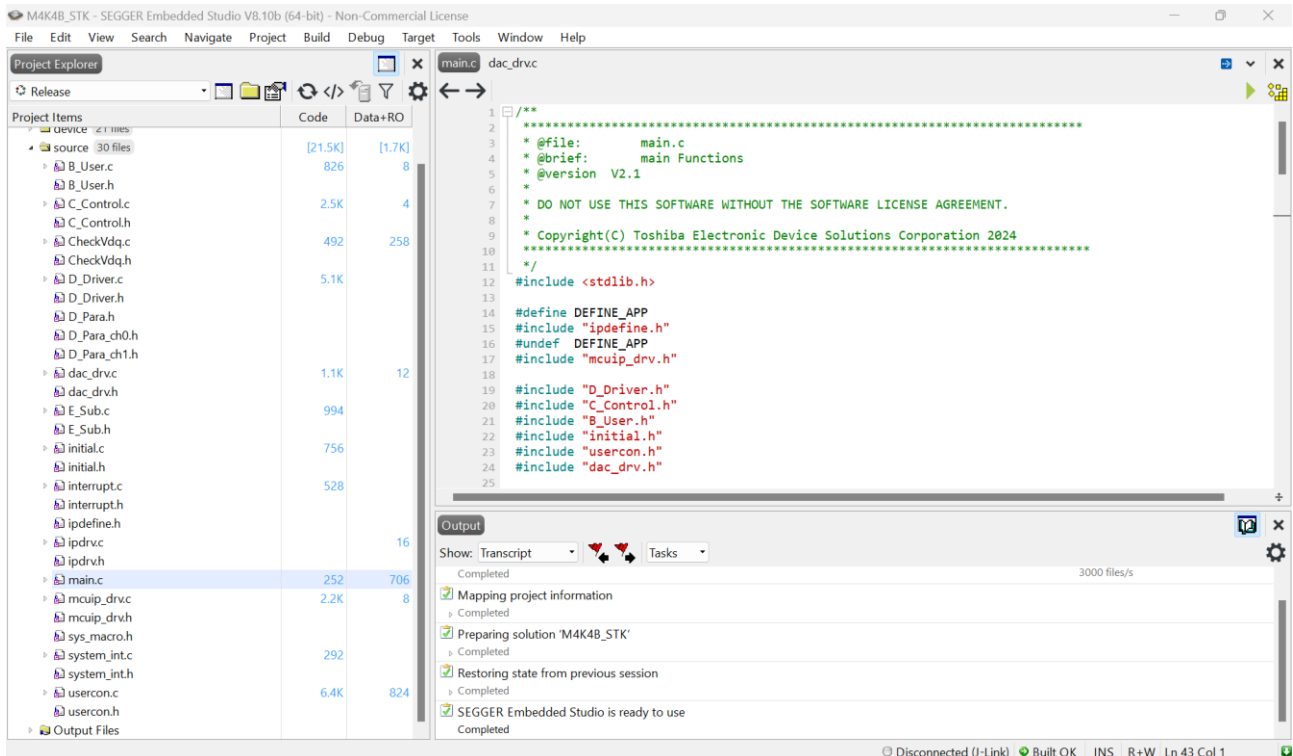 M4K4B_STK - SEGGER Embedded Studio V8.10b (64-bit) - Non-Commercial License
File Edit View Search Navigate Project Build Debug Target Tools Window Help
Project Explorer
Release
Project Items Code Data+RO
device 21 files
source 30 files [21.5K] [1.7K]
B_User.c 826 8
B_User.h
C_Control.c 2.5K 4
C_Control.h
CheckVdq.c 492 258
CheckVdq.h
D_Driver.c 5.1K
D_Driver.h
D_Para.h
D_Para_ch0.h
D_Para_ch1.h
dac_drv.c 1.1K 12
dac_drv.h
E_Sub.c 994
E_Sub.h
initial.c 756
initial.h
interrupt.c 528
interrupt.h
ipdefine.h
ipdrv.c 16
ipdrv.h
main.c 252 706
mcuip_drv.c 2.2K 8
mcuip_drv.h
sys_macro.h
system_int.c 292
system_int.h
usercon.c 6.4K 824
usercon.h
Output Files
main.c dac_drv.c
1 /**
2 ****************************************************************************
3 * @file: main.c
4 * @brief: main Functions
5 * @version V2.1
6 *
7 * DO NOT USE THIS SOFTWARE WITHOUT THE SOFTWARE LICENSE AGREEMENT.
8 *
9 * Copyright(C) Toshiba Electronic Device Solutions Corporation 2024
10 *****************************************************************************
11 */
12 #include <stdlib.h>
13
14 #define DEFINE_APP
15 #include "ipdefine.h"
16 #undef DEFINE_APP
17 #include "mcuip_drv.h"
18
19 #include "D_Driver.h"
20 #include "C_Control.h"
21 #include "B_User.h"
22 #include "initial.h"
23 #include "usercon.h"
24 #include "dac_drv.h"
25
Output
Show: Transcript Tasks
Completed 3000 files/s
Mapping project information
Completed
Preparing solution 'M4K4B_STK'
Completed
Restoring state from previous session
Completed
SEGGER Embedded Studio is ready to use
Completed
Disconnected (J-Link) Built OK INS R+W Ln 43 Col 1